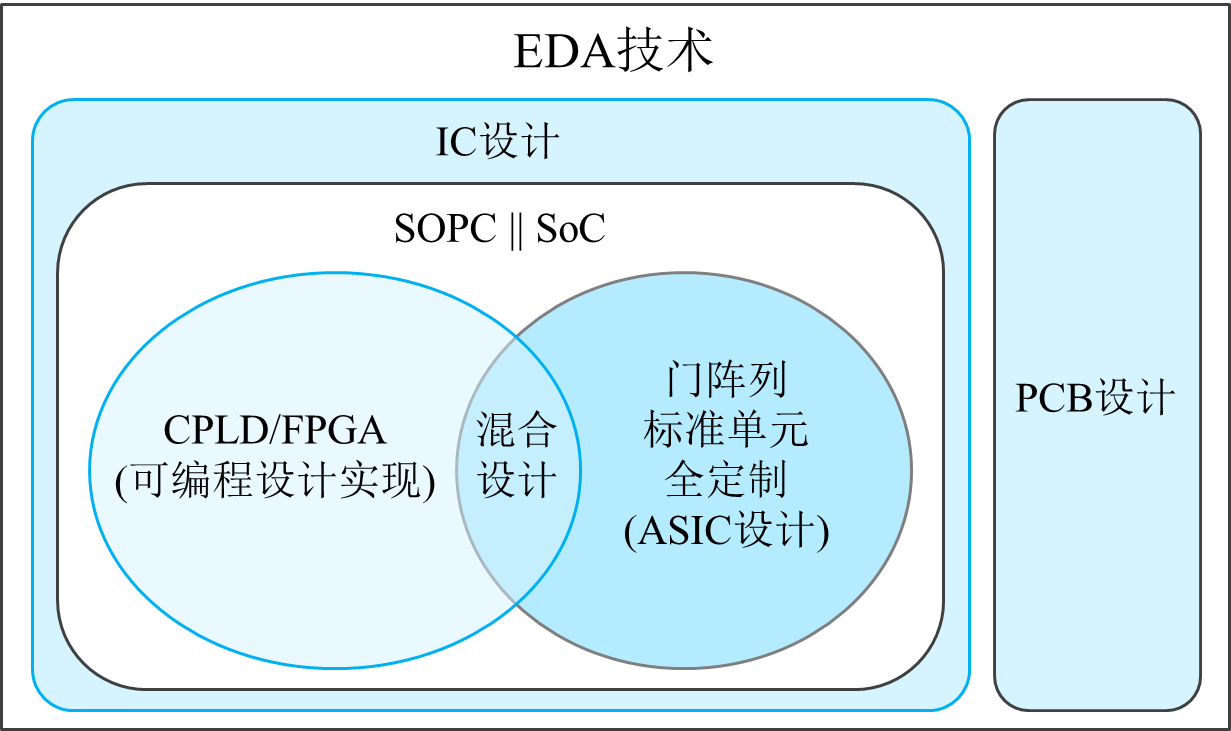 EDA技术
IC设计
SOPC || SoC
CPLD/FPGA
(可编程设计实现)
混合
设计
门阵列
标准单元
全定制
(ASIC设计)
PCB设计